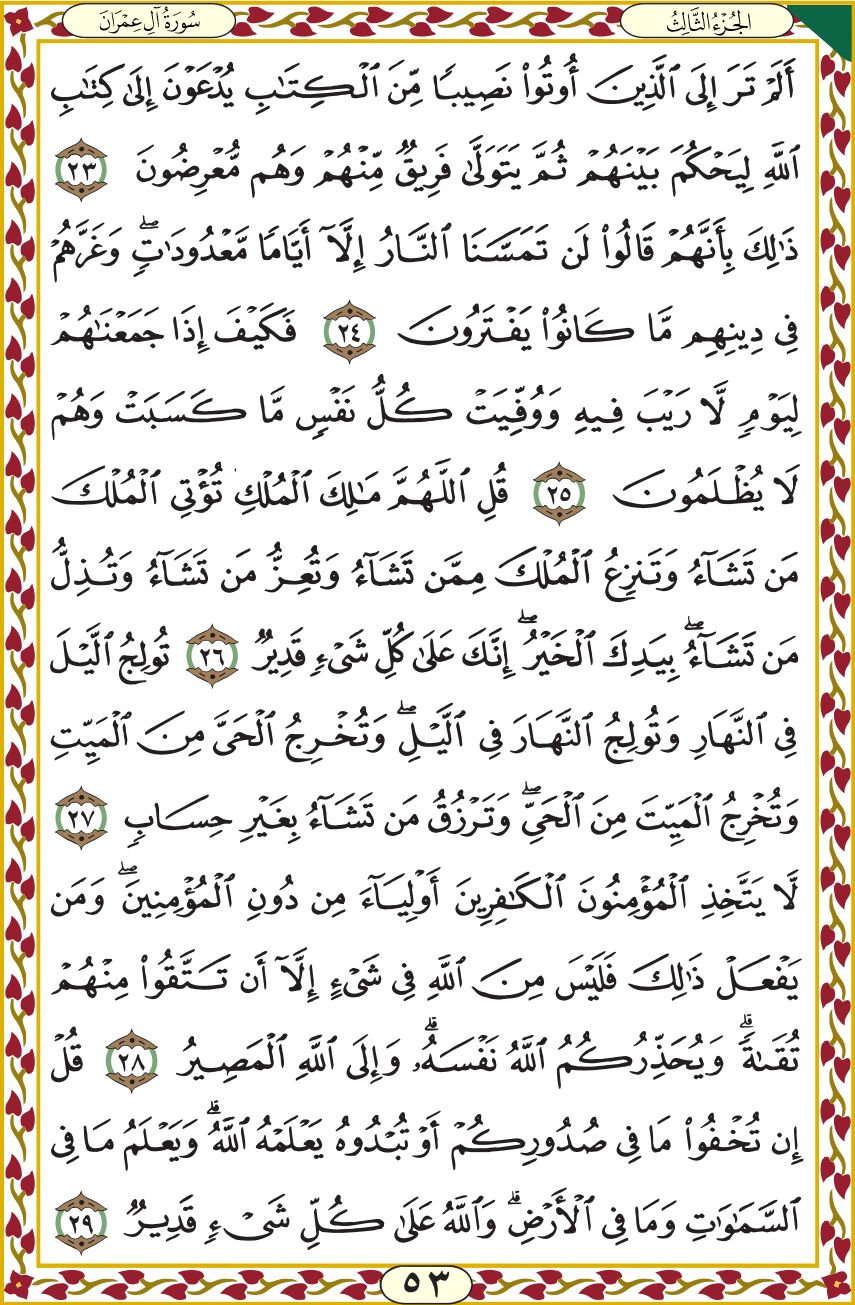 الجُزْءُ الثَّالِثُ
سُورَةُ آلِ عِمْرَانَ
أَلَمْ تَرَ إِلَى ٱلَّذِينَ أُوتُوا۟ نَصِيبًا مِّنَ ٱلْكِتَـٰبِ يُدْعَوْنَ إِلَىٰ كِتَـٰبِ
ٱللَّهِ لِيَحْكُمَ بَيْنَهُمْ ثُمَّ يَتَوَلَّىٰ فَرِيقٌ مِّنْهُمْ وَهُم مُّعْرِضُونَ ٢٣
ذَٰلِكَ بِأَنَّهُمْ قَالُوا۟ لَن تَمَسَّنَا ٱلنَّارُ إِلَّآ أَيَّامًا مَّعْدُودَٰتٍ ۖ وَغَرَّهُمْ
فِى دِينِهِم مَّا كَانُوا۟ يَفْتَرُونَ ٢٤ فَكَيْفَ إِذَا جَمَعْنَـٰهُمْ
لِيَوْمٍ لَّا رَيْبَ فِيهِ وَوُفِّيَتْ كُلُّ نَفْسٍ مَّا كَسَبَتْ وَهُمْ
لَا يُظْلَمُونَ ٢٥ قُلِ ٱللَّهُمَّ مَـٰلِكَ ٱلْمُلْكِ تُؤْتِى ٱلْمُلْكَ
مَن تَشَآءُ وَتَنزِعُ ٱلْمُلْكَ مِمَّن تَشَآءُ وَتُعِزُّ مَن تَشَآءُ وَتُذِلُّ
مَن تَشَآءُ ۖ بِيَدِكَ ٱلْخَيْرُ ۖ إِنَّكَ عَلَىٰ كُلِّ شَىْءٍ قَدِيرٌ ٢٦ تُولِجُ ٱلَّيْلَ
فِى ٱلنَّهَارِ وَتُولِجُ ٱلنَّهَارَ فِى ٱلَّيْلِ ۖ وَتُخْرِجُ ٱلْحَىَّ مِنَ ٱلْمَيِّتِ
وَتُخْرِجُ ٱلْمَيِّتَ مِنَ ٱلْحَىِّ ۖ وَتَرْزُقُ مَن تَشَآءُ بِغَيْرِ حِسَابٍ ٢٧
لَّا يَتَّخِذِ ٱلْمُؤْمِنُونَ ٱلْكَـٰفِرِينَ أَوْلِيَآءَ مِن دُونِ ٱلْمُؤْمِنِينَ ۖ وَمَن
يَفْعَلْ ذَٰلِكَ فَلَيْسَ مِنَ ٱللَّهِ فِى شَىْءٍ إِلَّآ أَن تَتَّقُوا۟ مِنْهُمْ
تُقَىٰةً ۗ وَيُحَذِّرُكُمُ ٱللَّهُ نَفْسَهُۥ ۗ وَإِلَى ٱللَّهِ ٱلْمَصِيرُ ٢٨ قُلْ
إِن تُخْفُوا۟ مَا فِى صُدُورِكُمْ أَوْ تُبْدُوهُ يَعْلَمْهُ ٱللَّهُ ۗ وَيَعْلَمُ مَا فِى
ٱلسَّمَـٰوَٰتِ وَمَا فِى ٱلْأَرْضِ ۗ وَٱللَّهُ عَلَىٰ كُلِّ شَىْءٍ قَدِيرٌ ٢٩
٥٣